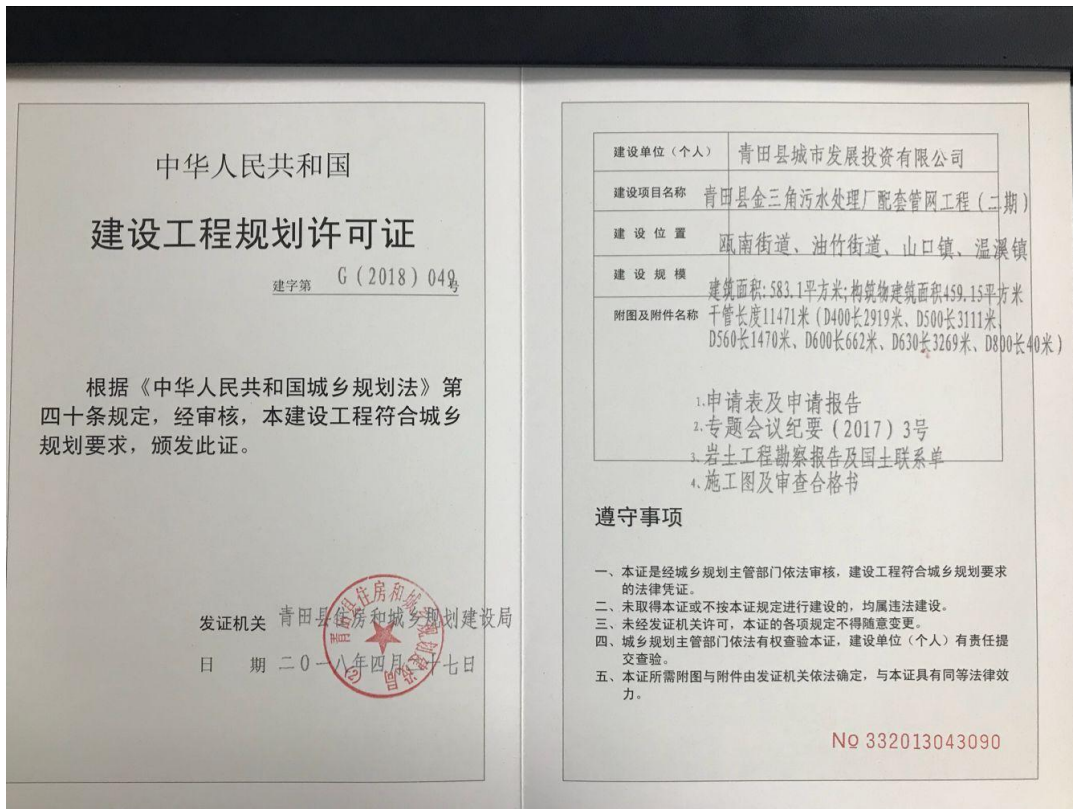 中华人民共和国
建设工程规划许可证
建字第 G(2018)049号
根据《中华人民共和国城乡规划法》第
四十条规定，经审核，本建设工程符合城乡
规划要求，颁发此证。
发证机关 青田县住房和城乡规划建设局
日 期 二〇一八年四月二十七日
青田县住房和城乡规划建设局
(2)
建设单位（个人） 青田县城市发展投资有限公司
建设项目名称 青田县金三角污水处理厂配套管网工程(二期)
建设位置 瓯南街道、油竹街道、山口镇、温溪镇
建设规模 建筑面积:583.1平方米;构筑物建筑面积459.15平方米
附图及附件名称 干管长度11471米(D400长2919米、D500长3111米、
D560长1470米、D600长662米、D630长3269米、D800长40米)
1.申请表及申请报告
2.专题会议纪要(2017)3号
3.岩土工程勘察报告及国土联系单
4.施工图及审查合格书
遵守事项
一、本证是经城乡规划主管部门依法审核，建设工程符合城乡规划要求
的法律凭证。
二、未取得本证或不按本证规定进行建设的，均属违法建设。
三、未经发证机关许可，本证的各项规定不得随意变更。
四、城乡规划主管部门依法有权查验本证，建设单位（个人）有责任提
交查验。
五、本证所需附图与附件由发证机关依法确定，与本证具有同等法律效
力。
№ 332013043090